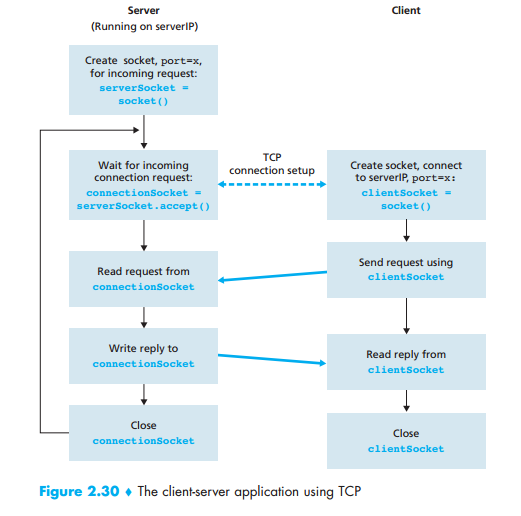 Server
(Running on serverIP)
Client
Create socket, port=x,
for incoming request:
serverSocket =
socket()
Wait for incoming
connection request:
connectionSocket =
serverSocket.accept()
TCP
connection setup
Create socket, connect
to serverIP, port=x:
clientSocket =
socket()
Read request from
connectionSocket
Send request using
clientSocket
Write reply to
connectionSocket
Read reply from
clientSocket
Close
connectionSocket
Close
clientSocket
Figure 2.30 ♦ The client-server application using TCP